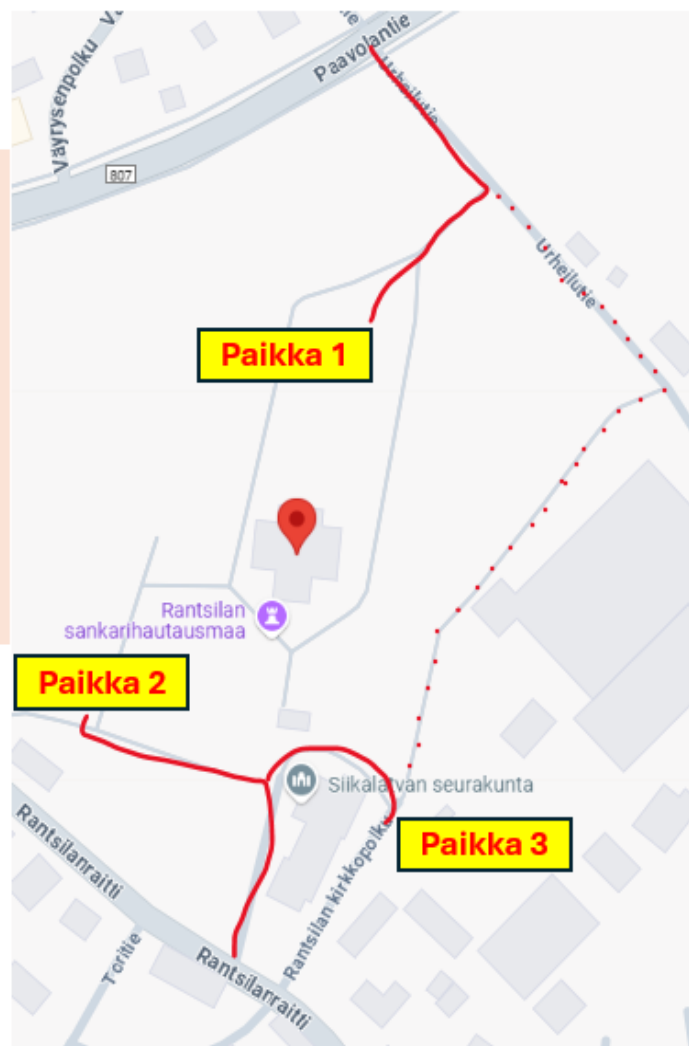 Vä
Paavolantie
Urheilutie
Väyrysenpolku
807
Urheilutie
Paikka 1
Rantsilan
sankarihautausmaa
Paikka 2
Siikalatvan seurakunta
Rantsilanraitti
Paikka 3
Rantsilan kirkkopolku
Toritie
Rantsilanraitti